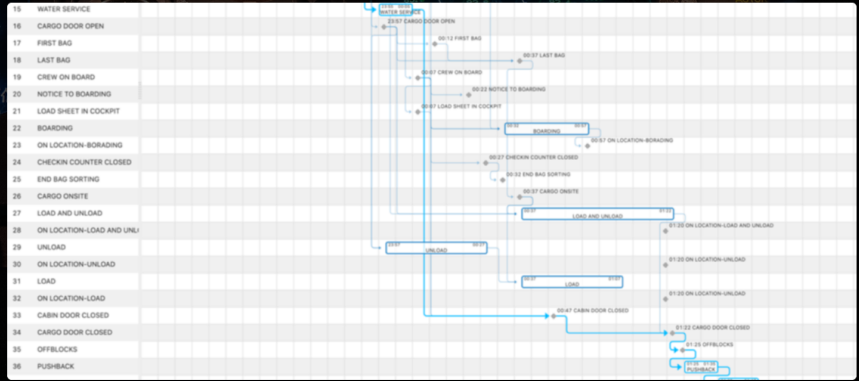 15 WATER SERVICE WATER SERVICE
16 CARGO DOOR OPEN 23:57 CARGO DOOR OPEN
17 FIRST BAG 00:12 FIRST BAG
18 LAST BAG 00:37 LAST BAG
19 CREW ON BOARD 00:07 CREW ON BOARD
20 NOTICE TO BOARDING 00:22 NOTICE TO BOARDING
21 LOAD SHEET IN COCKPIT 00:07 LOAD SHEET IN COCKPIT
22 BOARDING BOARDING
23 ON LOCATION-BORADING 00:57 ON LOCATION-BORADING
24 CHECKIN COUNTER CLOSED 00:27 CHECKIN COUNTER CLOSED
25 END BAG SORTING 00:32 END BAG SORTING
26 CARGO ONSITE 00:37 CARGO ONSITE
27 LOAD AND UNLOAD 00:37 LOAD AND UNLOAD 01:22
28 ON LOCATION-LOAD AND UNL 01:20 ON LOCATION-LOAD AND UNLOAD
29 UNLOAD 23:57 UNLOAD 00:27
30 ON LOCATION-UNLOAD 01:20 ON LOCATION-UNLOAD
31 LOAD 00:37 LOAD 01:07
32 ON LOCATION-LOAD 01:20 ON LOCATION-UNLOAD
33 CABIN DOOR CLOSED 00:47 CABIN DOOR CLOSED
34 CARGO DOOR CLOSED 01:22 CARGO DOOR CLOSED
35 OFFBLOCKS 01:25 OFFBLOCKS
36 PUSHBACK PUSHBACK